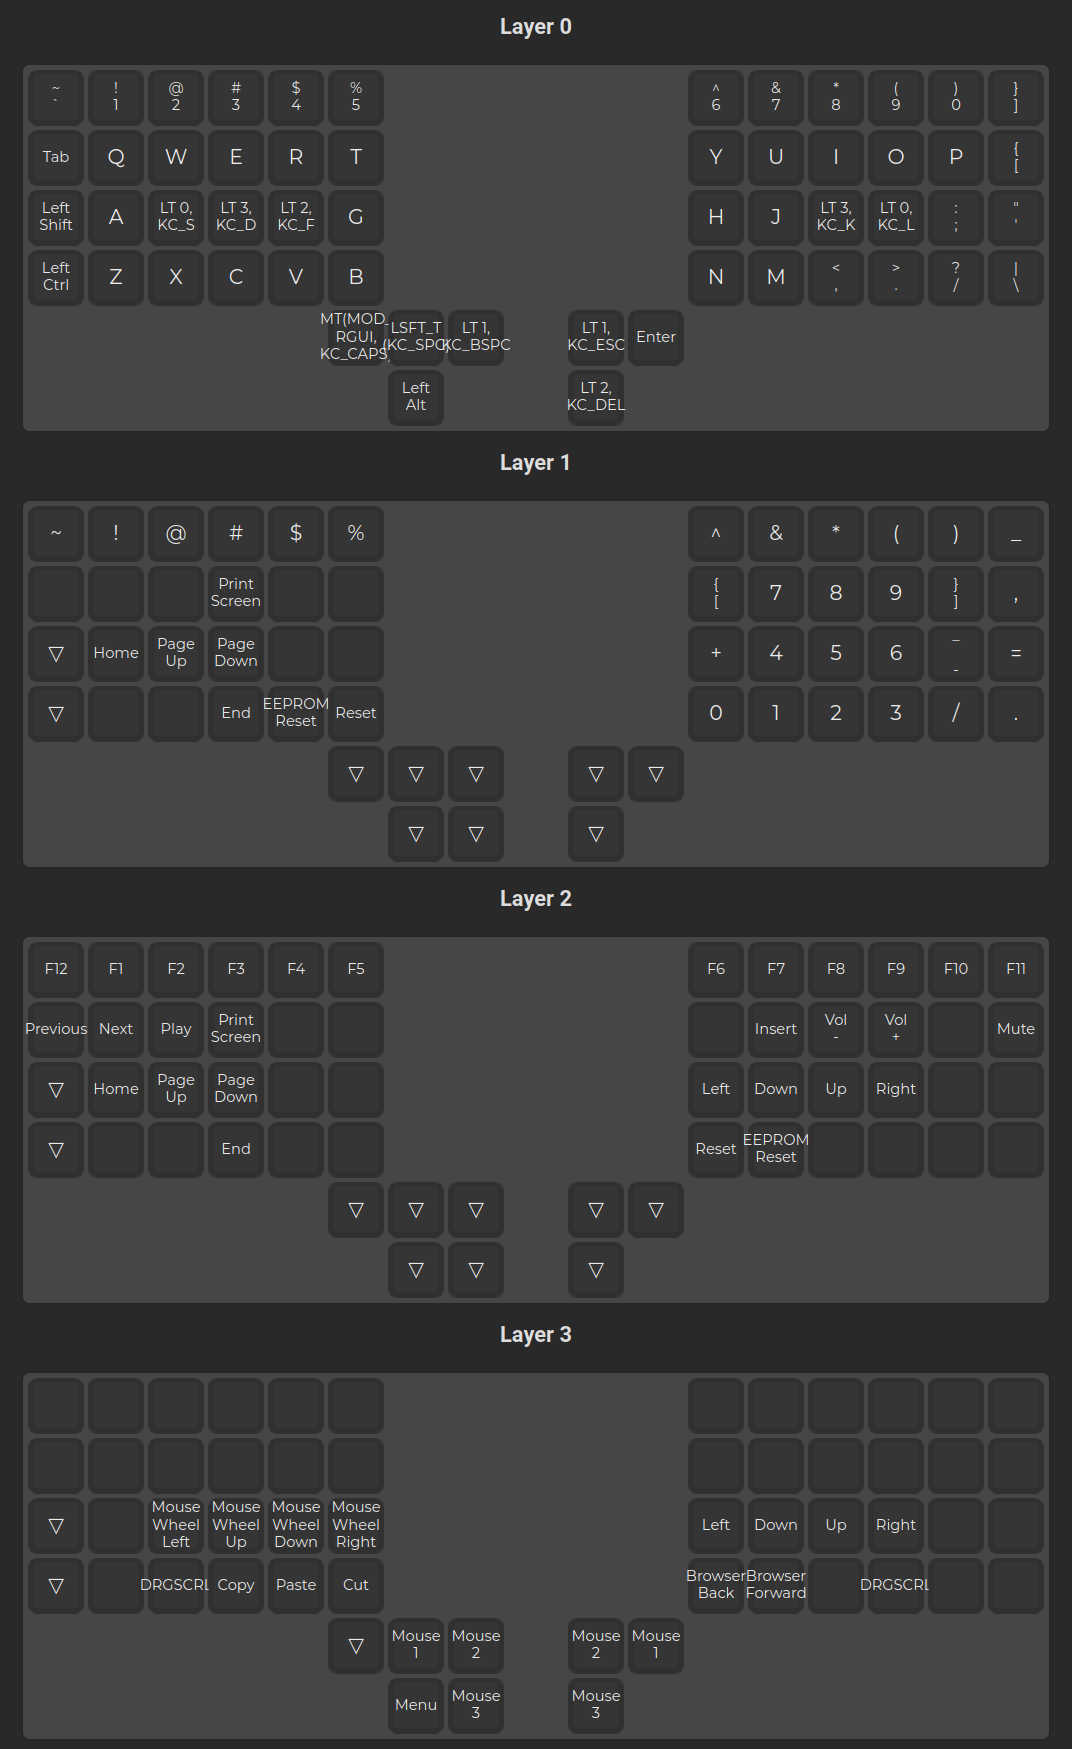 Layer 0
~ ! @ # $ % ^ & * ( ) }
` 1 2 3 4 5 6 7 8 9 0 ]
Tab Q W E R T Y U I O P {
[
Left Shift A LT 0, KC_S LT 3, KC_D LT 2, KC_F G H J LT 3, KC_K LT 0, KC_L : ; " '
Left Ctrl Z X C V B N M < , > . ? / | \
MT(MOD_RGUI, KC_CAPS) LSFT_T(KC_SPC) LT 1, KC_BSPC LT 1, KC_ESC Enter
Left Alt LT 2, KC_DEL
Layer 1
~ ! @ # $ % ^ & * ( ) _
Print Screen { [ 7 8 9 } ] ,
▽ Home Page Up Page Down + 4 5 6 _ - =
▽ End EEPROM Reset Reset 0 1 2 3 / .
▽ ▽ ▽ ▽ ▽
▽ ▽ ▽
Layer 2
F12 F1 F2 F3 F4 F5 F6 F7 F8 F9 F10 F11
Previous Next Play Print Screen Insert Vol - Vol + Mute
▽ Home Page Up Page Down Left Down Up Right
▽ End Reset EEPROM Reset
▽ ▽ ▽ ▽ ▽
▽ ▽ ▽
Layer 3
▽ Mouse Wheel Left Mouse Wheel Up Mouse Wheel Down Mouse Wheel Right Left Down Up Right
▽ DRGSCRL Copy Paste Cut Browser Back Browser Forward DRGSCRL
▽ Mouse 1 Mouse 2 Mouse 2 Mouse 1
Menu Mouse 3 Mouse 3